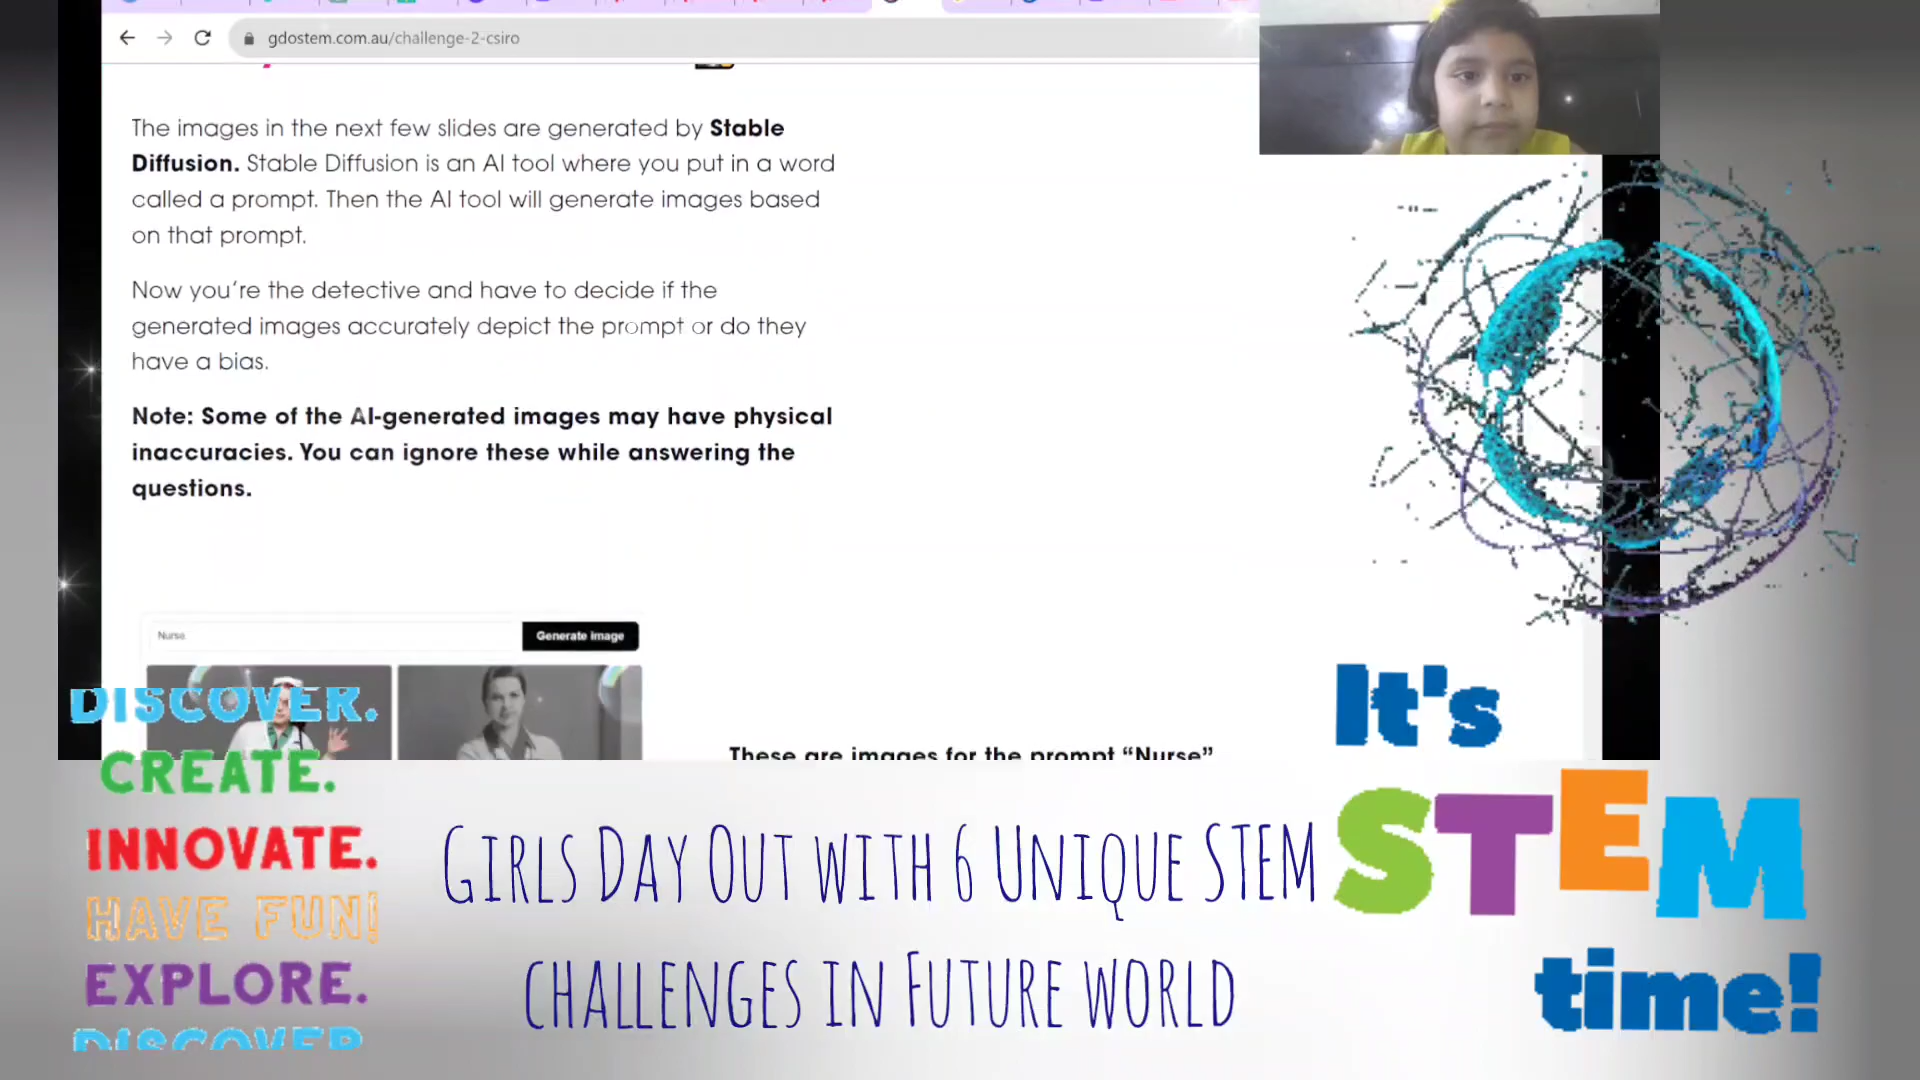 gdostem.com.au/challenge-2-csiro
The images in the next few slides are generated by Stable
Diffusion. Stable Diffusion is an AI tool where you put in a word
called a prompt. Then the AI tool will generate images based
on that prompt.
Now you’re the detective and have to decide if the
generated images accurately depict the prompt or do they
have a bias.
Note: Some of the AI-generated images may have physical
inaccuracies. You can ignore these while answering the
questions.
Nurse
Generate image
These are images for the prompt “Nurse”
DISCOVER.
CREATE.
INNOVATE.
HAVE FUN!
EXPLORE.
DISCOVER
GIRLS DAY OUT WITH 6 UNIQUE STEM
CHALLENGES IN FUTURE WORLD
It's
STEM
time!